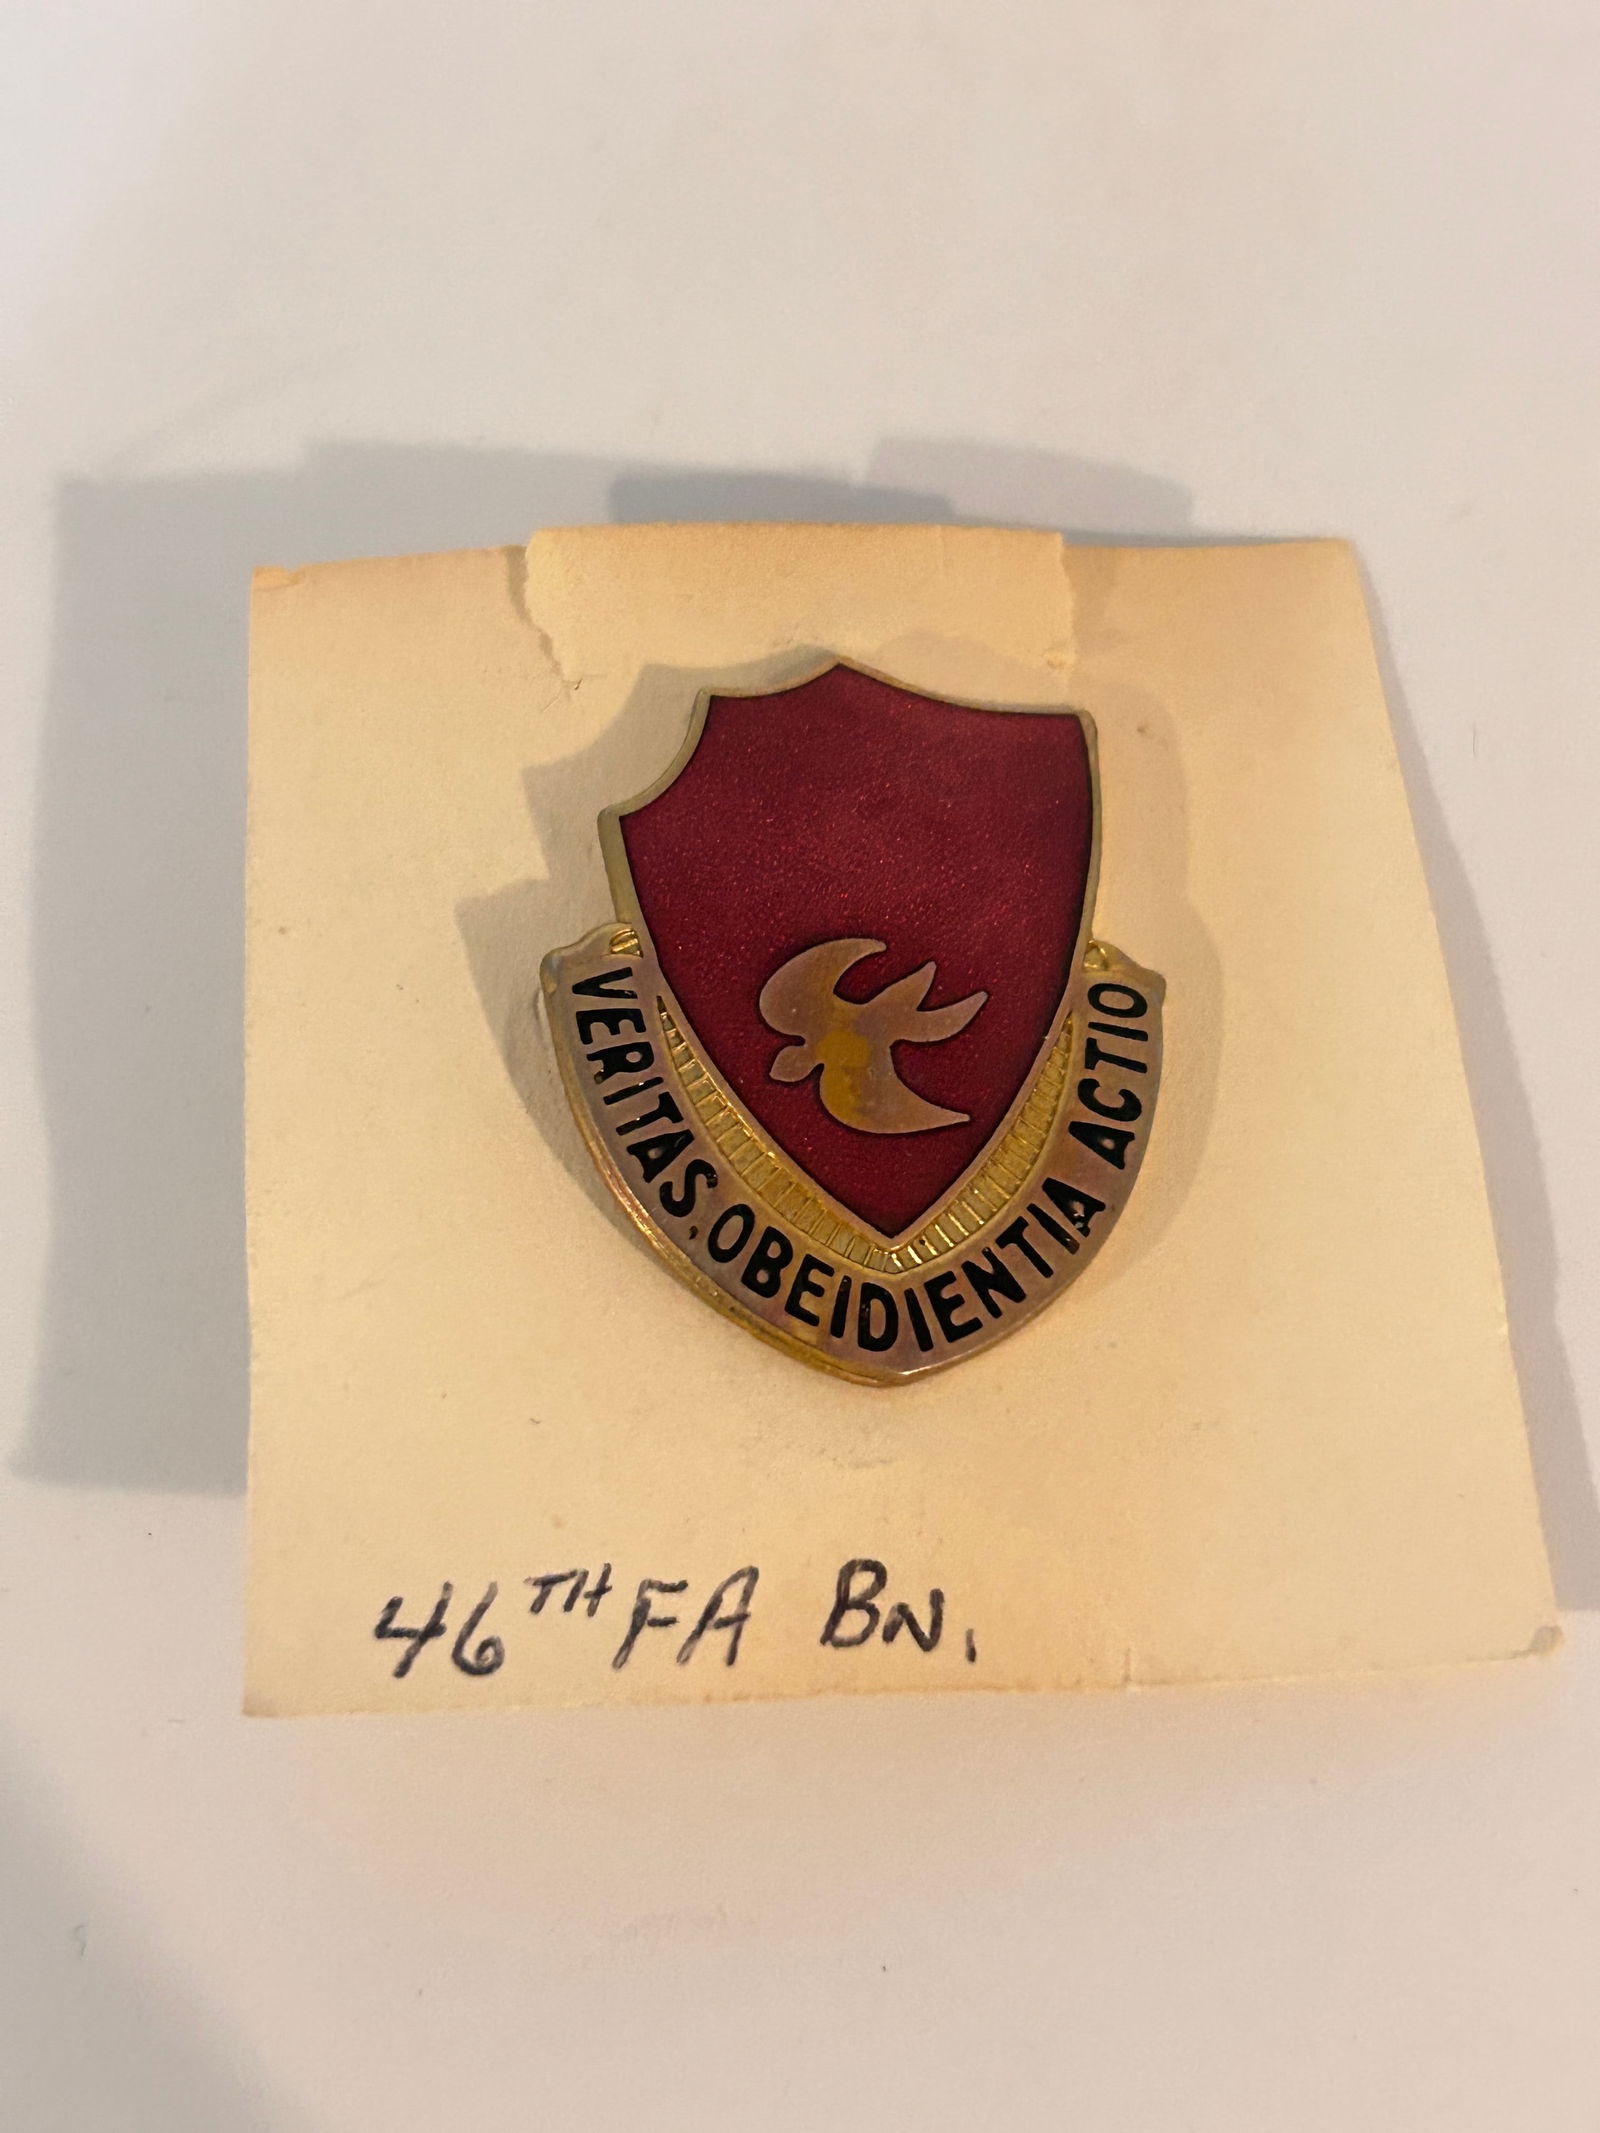 VERITAS, OBEIDIENTIA ACTIO
46TH FA BN.